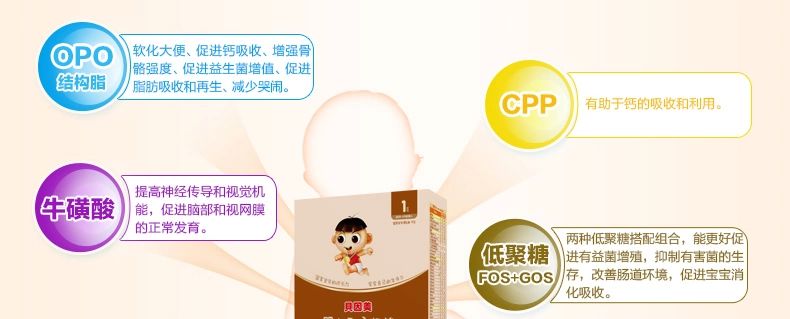 OPO
结构脂
软化大便、促进钙吸收、增强骨
骼强度、促进益生菌增值、促进
脂肪吸收和再生、减少哭闹。
CPP
有助于钙的吸收和利用。
牛磺酸
提高神经传导和视觉机
能，促进脑部和视网膜
的正常发育。
低聚糖
FOS+GOS
两种低聚糖搭配组合，能更好促
进有益菌增殖，抑制有害菌的生
存，改善肠道环境，促进宝宝消
化吸收。
1
贝因美